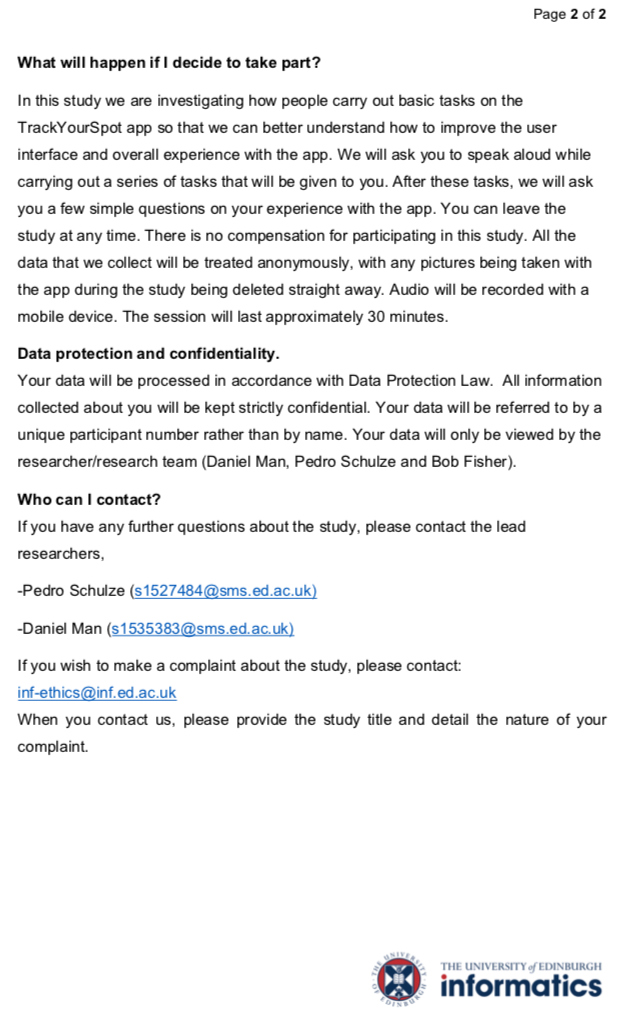 Page 2 of 2
What will happen if I decide to take part?
In this study we are investigating how people carry out basic tasks on the
TrackYourSpot app so that we can better understand how to improve the user
interface and overall experience with the app. We will ask you to speak aloud while
carrying out a series of tasks that will be given to you. After these tasks, we will ask
you a few simple questions on your experience with the app. You can leave the
study at any time. There is no compensation for participating in this study. All the
data that we collect will be treated anonymously, with any pictures being taken with
the app during the study being deleted straight away. Audio will be recorded with a
mobile device. The session will last approximately 30 minutes.
Data protection and confidentiality.
Your data will be processed in accordance with Data Protection Law.  All information
collected about you will be kept strictly confidential. Your data will be referred to by a
unique participant number rather than by name. Your data will only be viewed by the
researcher/research team (Daniel Man, Pedro Schulze and Bob Fisher).
Who can I contact?
If you have any further questions about the study, please contact the lead
researchers,
-Pedro Schulze (s1527484@sms.ed.ac.uk)
-Daniel Man (s1535383@sms.ed.ac.uk)
If you wish to make a complaint about the study, please contact:
inf-ethics@inf.ed.ac.uk
When you contact us, please provide the study title and detail the nature of your
complaint.
THE UNIVERSITY OF EDINBURGH
THE UNIVERSITY of EDINBURGH
informatics